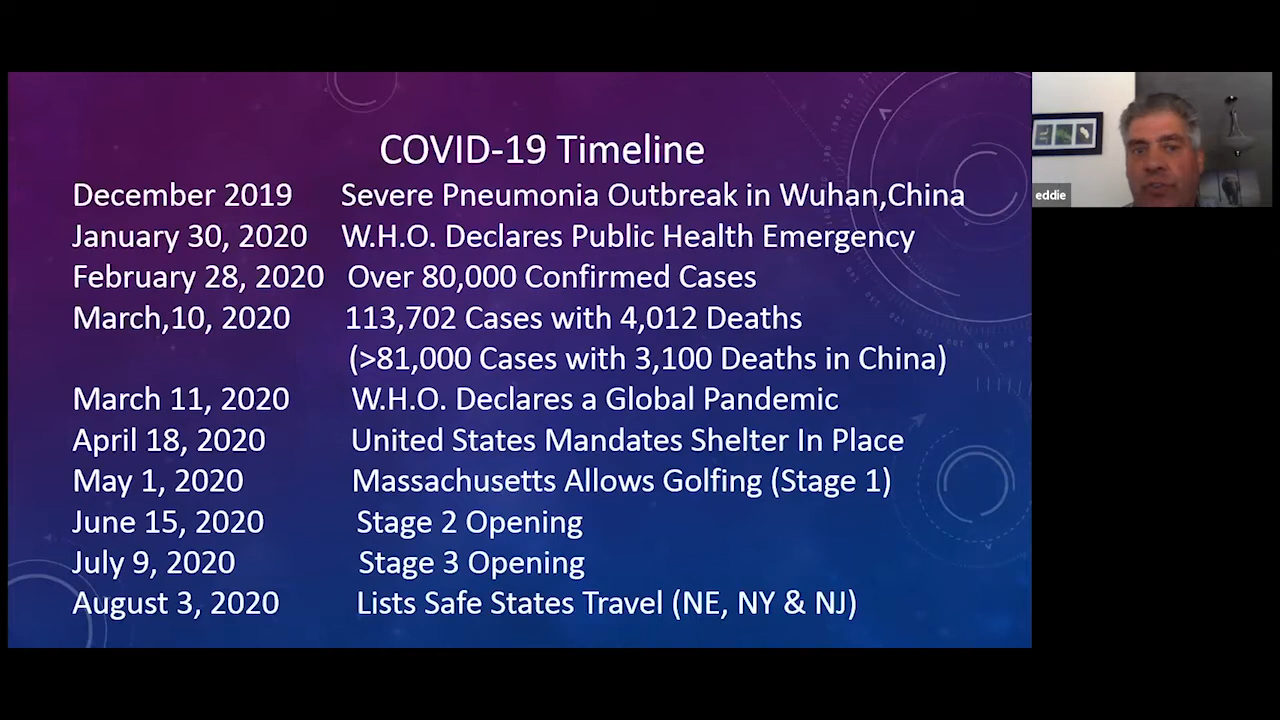 COVID-19 Timeline
December 2019 Severe Pneumonia Outbreak in Wuhan,China
January 30, 2020 W.H.O. Declares Public Health Emergency
February 28, 2020 Over 80,000 Confirmed Cases
March,10, 2020 113,702 Cases with 4,012 Deaths
(>81,000 Cases with 3,100 Deaths in China)
March 11, 2020 W.H.O. Declares a Global Pandemic
April 18, 2020 United States Mandates Shelter In Place
May 1, 2020 Massachusetts Allows Golfing (Stage 1)
June 15, 2020 Stage 2 Opening
July 9, 2020 Stage 3 Opening
August 3, 2020 Lists Safe States Travel (NE, NY & NJ)
eddie